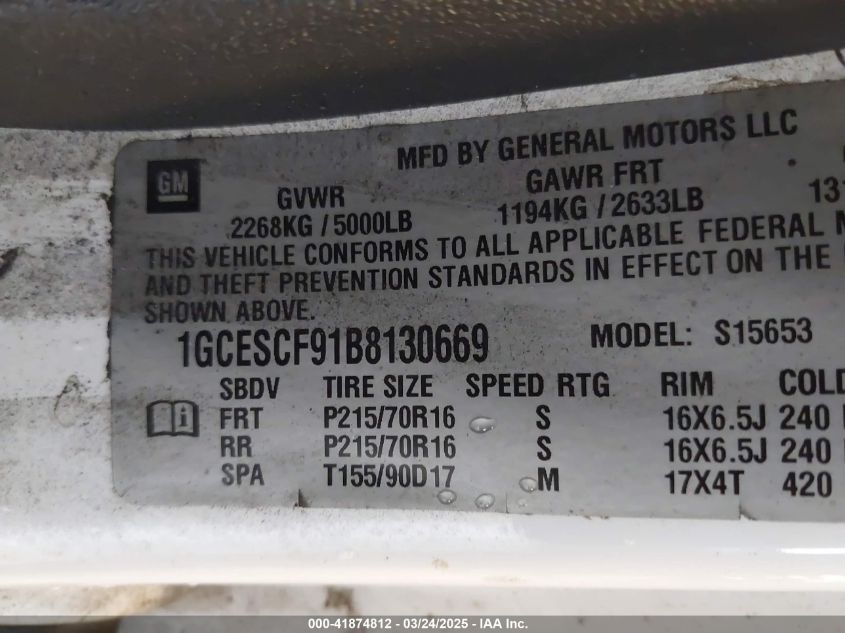 MFD BY GENERAL MOTORS LLC
GM GVWR GAWR FRT
2268KG / 5000LB 1194KG / 2633LB 131
THIS VEHICLE CONFORMS TO ALL APPLICABLE FEDERAL
AND THEFT PREVENTION STANDARDS IN EFFECT ON THE
SHOWN ABOVE.
1GCESCF91B8130669 MODEL: S15653
SBDV TIRE SIZE SPEED RTG RIM COLD
FRT P215/70R16 S 16X6.5J 240
RR P215/70R16 S 16X6.5J 240
SPA T155/90D17 M 17X4T 420
000-41874812 - 03/24/2025 - IAA Inc.